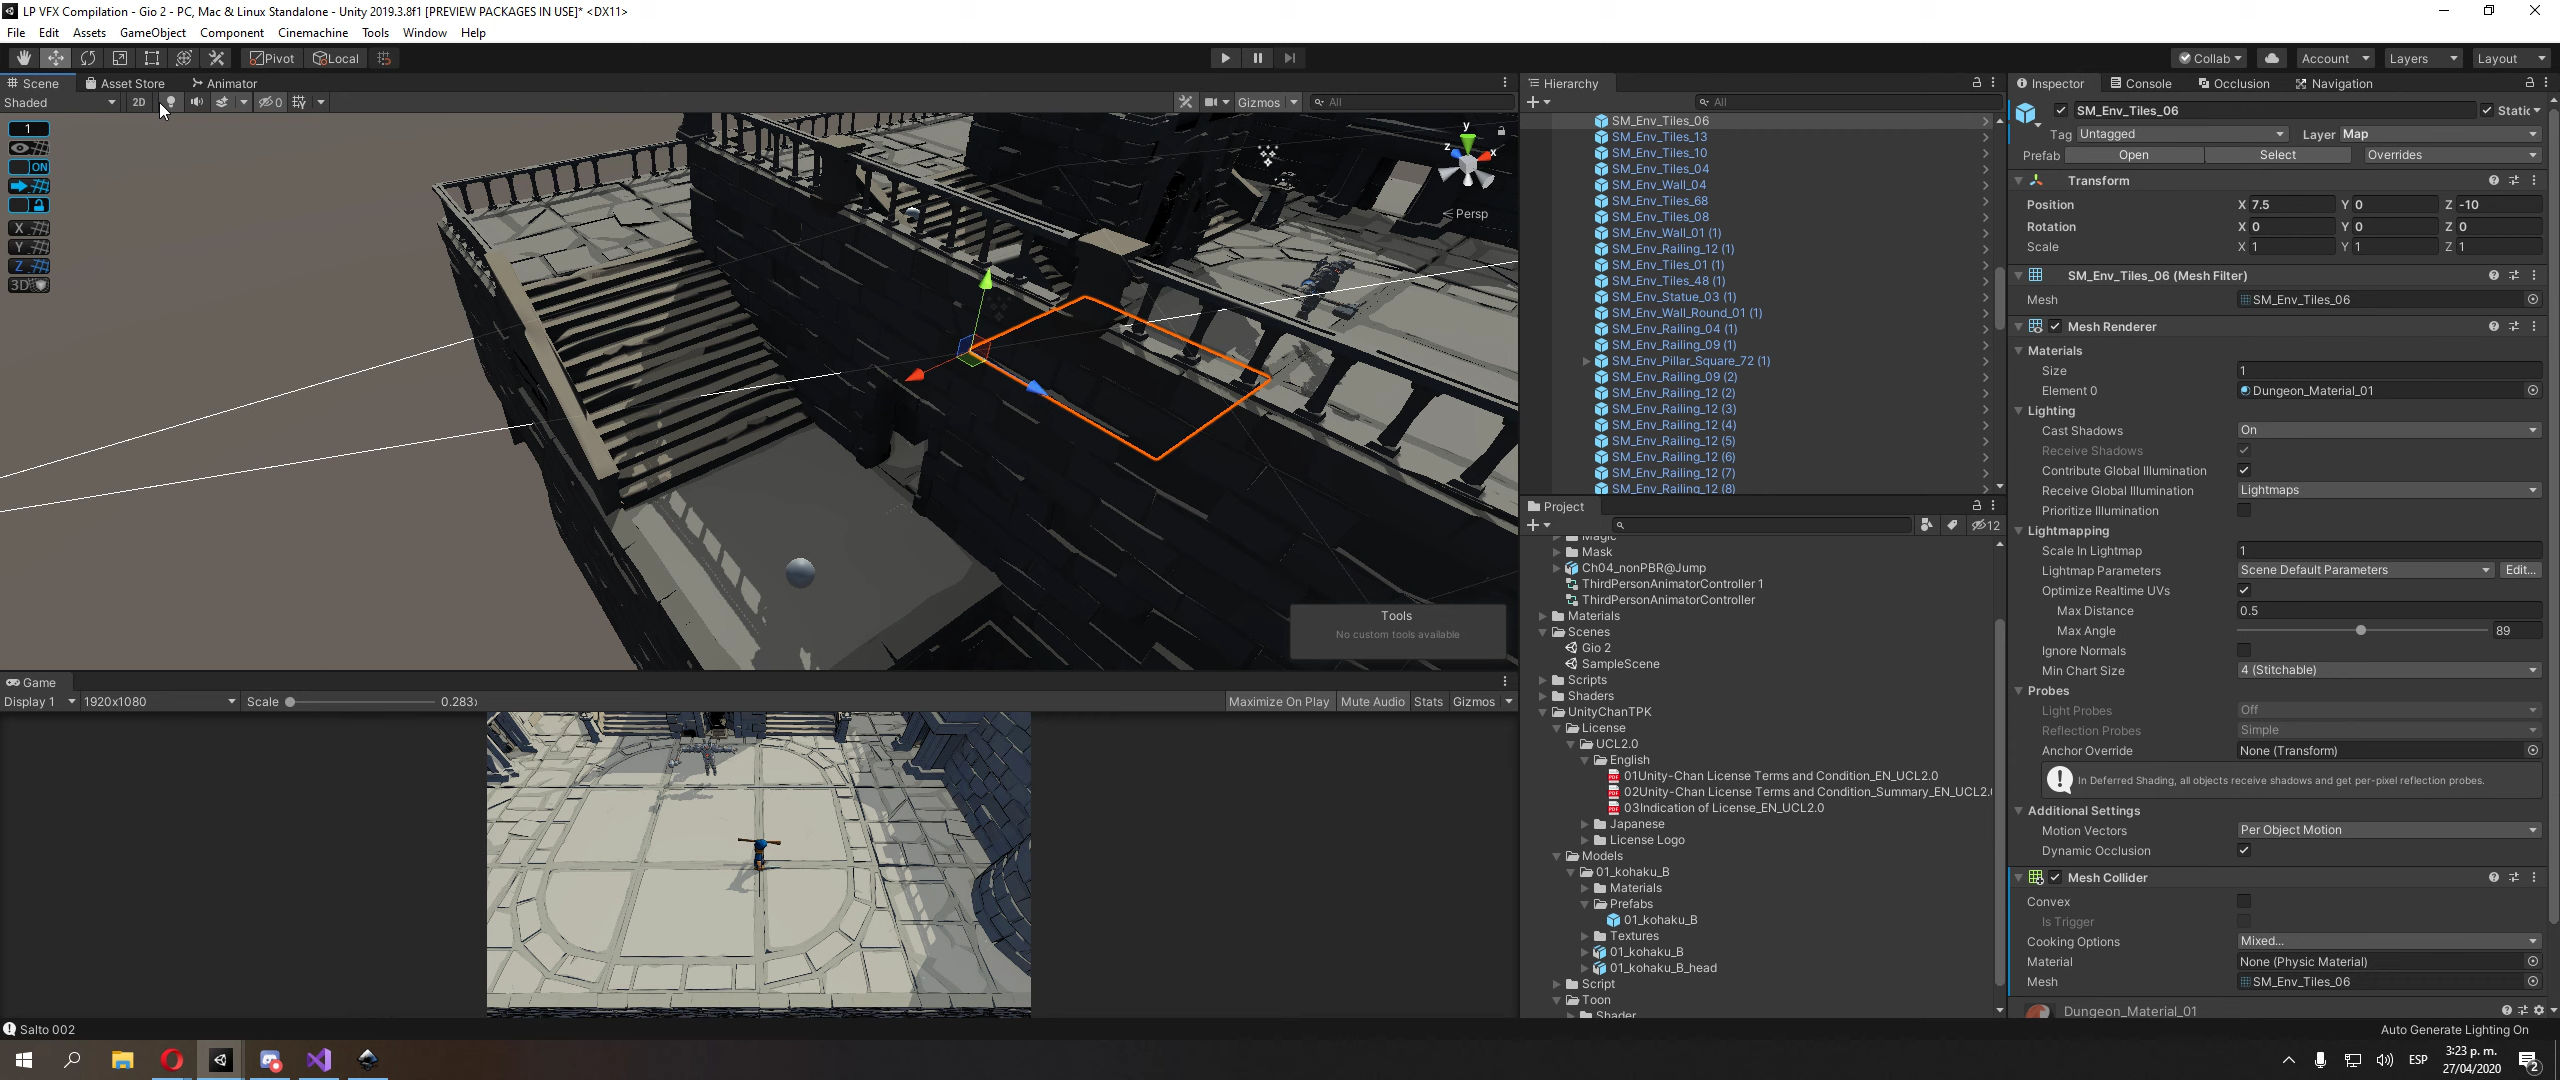 LP VFX Compilation - Gio 2 - PC, Mac & Linux Standalone - Unity 2019.3.8f1 [PREVIEW PACKAGES IN USE]* <DX11>
File Edit Assets GameObject Component Cinemachine Tools Window Help
Pivot Local Collab Account Layers Layout
Scene Asset Store Animator
Shaded 2D 0 Gizmos All
1
ON
X
Y
Z
3D
y
z x
Persp
Tools
No custom tools available
Game
Display 1 1920x1080 Scale 0.283x Maximize On Play Mute Audio Stats Gizmos
Hierarchy
All
SM_Env_Tiles_06
SM_Env_Tiles_13
SM_Env_Tiles_10
SM_Env_Tiles_04
SM_Env_Wall_04
SM_Env_Tiles_68
SM_Env_Tiles_08
SM_Env_Wall_01 (1)
SM_Env_Railing_12 (1)
SM_Env_Tiles_01 (1)
SM_Env_Tiles_48 (1)
SM_Env_Statue_03 (1)
SM_Env_Wall_Round_01 (1)
SM_Env_Railing_04 (1)
SM_Env_Railing_09 (1)
SM_Env_Pillar_Square_72 (1)
SM_Env_Railing_09 (2)
SM_Env_Railing_12 (2)
SM_Env_Railing_12 (3)
SM_Env_Railing_12 (4)
SM_Env_Railing_12 (5)
SM_Env_Railing_12 (6)
SM_Env_Railing_12 (7)
SM_Env_Railing_12 (8)
Project
12
Magic
Mask
Ch04_nonPBR@Jump
ThirdPersonAnimatorController 1
ThirdPersonAnimatorController
Materials
Scenes
Gio 2
SampleScene
Scripts
Shaders
UnityChanTPK
License
UCL2.0
English
01Unity-Chan License Terms and Condition_EN_UCL2.0
02Unity-Chan License Terms and Condition_Summary_EN_UCL2.
03Indication of License_EN_UCL2.0
Japanese
License Logo
Models
01_kohaku_B
Materials
Prefabs
01_kohaku_B
Textures
01_kohaku_B
01_kohaku_B_head
Script
Toon
Shader
Inspector Console Occlusion Navigation
SM_Env_Tiles_06 Static
Tag Untagged Layer Map
Prefab Open Select Overrides
Transform
Position X 7.5 Y 0 Z -10
Rotation X 0 Y 0 Z 0
Scale X 1 Y 1 Z 1
SM_Env_Tiles_06 (Mesh Filter)
Mesh SM_Env_Tiles_06
Mesh Renderer
Materials
Size 1
Element 0 Dungeon_Material_01
Lighting
Cast Shadows On
Receive Shadows
Contribute Global Illumination
Receive Global Illumination Lightmaps
Prioritize Illumination
Lightmapping
Scale In Lightmap 1
Lightmap Parameters Scene Default Parameters Edit...
Optimize Realtime UVs
Max Distance 0.5
Max Angle 89
Ignore Normals
Min Chart Size 4 (Stitchable)
Probes
Light Probes Off
Reflection Probes Simple
Anchor Override None (Transform)
In Deferred Shading, all objects receive shadows and get per-pixel reflection probes.
Additional Settings
Motion Vectors Per Object Motion
Dynamic Occlusion
Mesh Collider
Convex
Is Trigger
Cooking Options Mixed...
Material None (Physic Material)
Mesh SM_Env_Tiles_06
Dungeon_Material_01
Salto 002 Auto Generate Lighting On
ESP 3:23 p. m.
27/04/2020 2